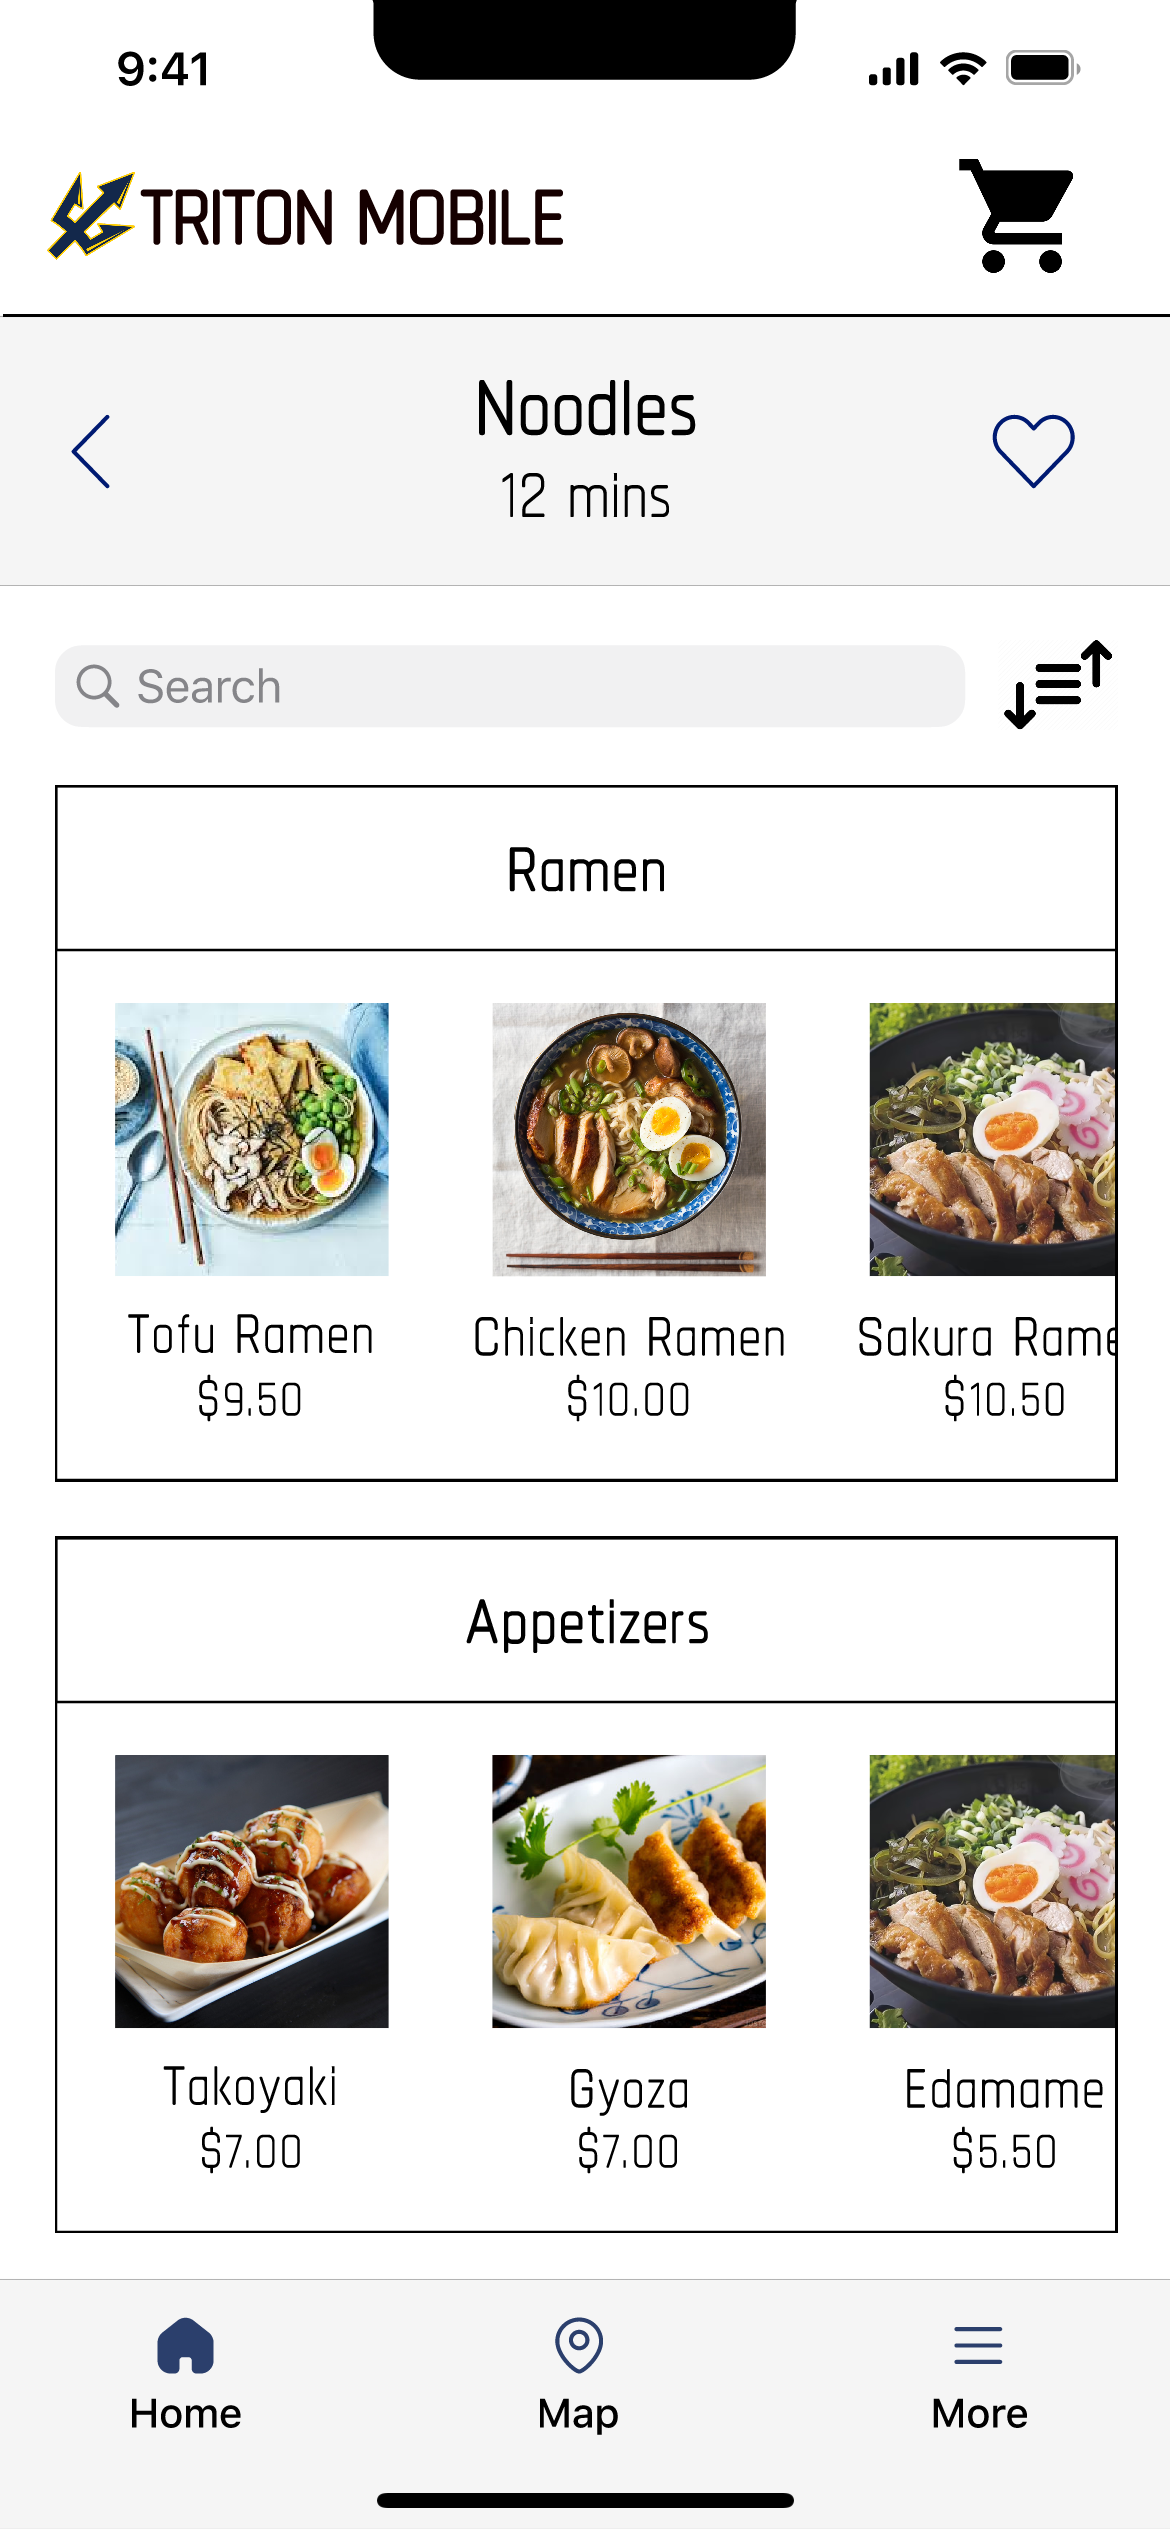 9:41
TRITON MOBILE
Noodles
12 mins
Search
Ramen
Tofu Ramen
Chicken Ramen
Sakura Rame
$9.50
$10.00
$10.50
Appetizers
Takoyaki
Gyoza
Edamame
$7.00
$7.00
$5.50
Home
Map
More